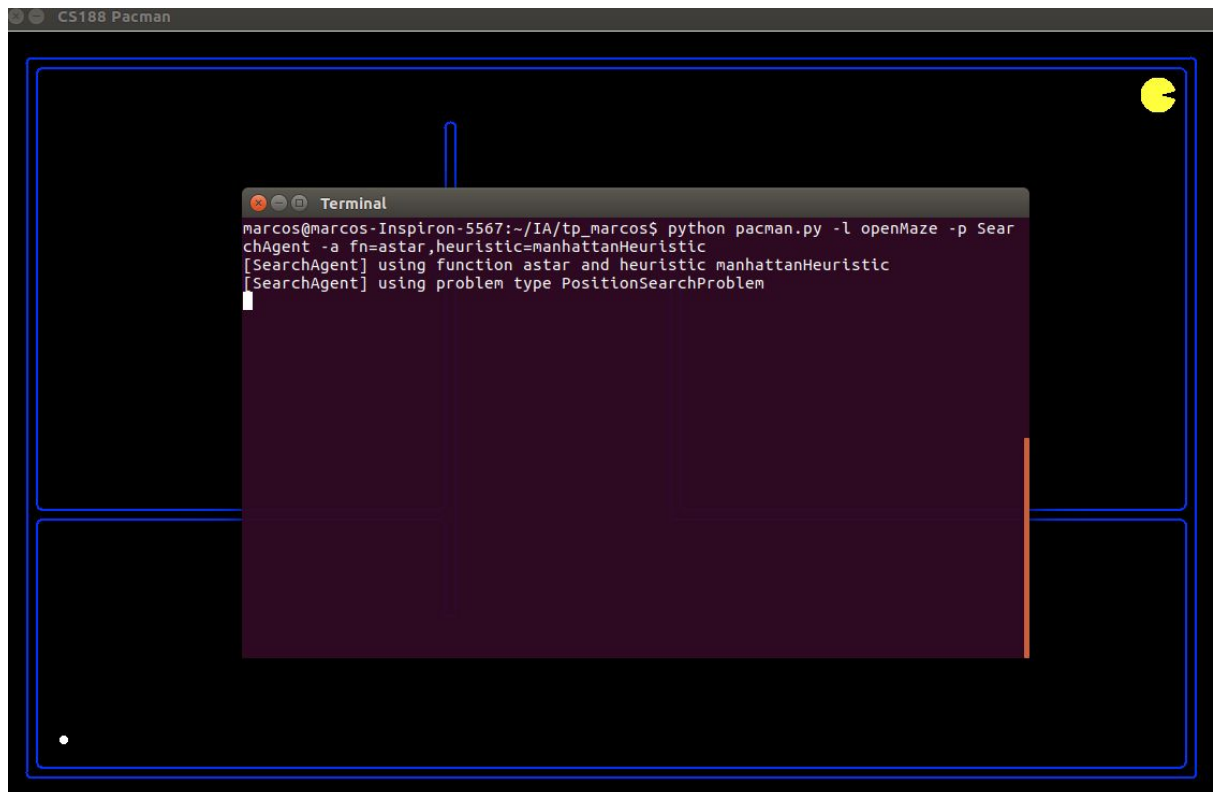 CS188 Pacman
Terminal
marcos@marcos-Inspiron-5567:~/IA/tp_marcos$ python pacman.py -l openMaze -p Sear
chAgent -a fn=astar,heuristic=manhattanHeuristic
[SearchAgent] using function astar and heuristic manhattanHeuristic
[SearchAgent] using problem type PositionSearchProblem